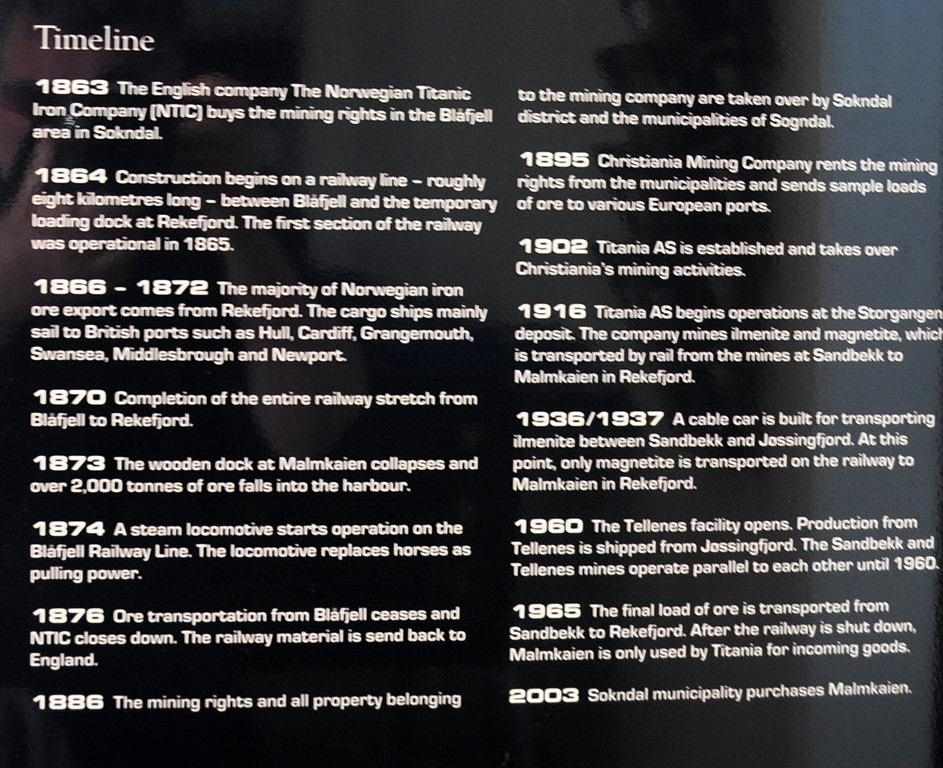 Timeline
1863 The English company The Norwegian Titanic
Iron Company (NTIC) buys the mining rights in the Blåfjell
area in Sokndal.
1864 Construction begins on a railway line – roughly
eight kilometres long – between Blåfjell and the temporary
loading dock at Rekefjord. The first section of the railway
was operational in 1865.
1866 – 1872 The majority of Norwegian iron
ore export comes from Rekefjord. The cargo ships mainly
sail to British ports such as Hull, Cardiff, Grangemouth,
Swansea, Middlesbrough and Newport.
1870 Completion of the entire railway stretch from
Blåfjell to Rekefjord.
1873 The wooden dock at Malmkaien collapses and
over 2,000 tonnes of ore falls into the harbour.
1874 A steam locomotive starts operation on the
Blåfjell Railway Line. The locomotive replaces horses as
pulling power.
1876 Ore transportation from Blåfjell ceases and
NTIC closes down. The railway material is send back to
England.
1886 The mining rights and all property belonging
to the mining company are taken over by Sokndal
district and the municipalities of Sogndal.
1895 Christiania Mining Company rents the mining
rights from the municipalities and sends sample loads
of ore to various European ports.
1902 Titania AS is established and takes over
Christiania's mining activities.
1916 Titania AS begins operations at the Storgangen
deposit. The company mines ilmenite and magnetite, which
is transported by rail from the mines at Sandbekk to
Malmkaien in Rekefjord.
1936/1937 A cable car is built for transporting
ilmenite between Sandbekk and Jøssingfjord. At this
point, only magnetite is transported on the railway to
Malmkaien in Rekefjord.
1960 The Tellenes facility opens. Production from
Tellenes is shipped from Jøssingfjord. The Sandbekk and
Tellenes mines operate parallel to each other until 1960.
1965 The final load of ore is transported from
Sandbekk to Rekefjord. After the railway is shut down,
Malmkaien is only used by Titania for incoming goods.
2003 Sokndal municipality purchases Malmkaien.